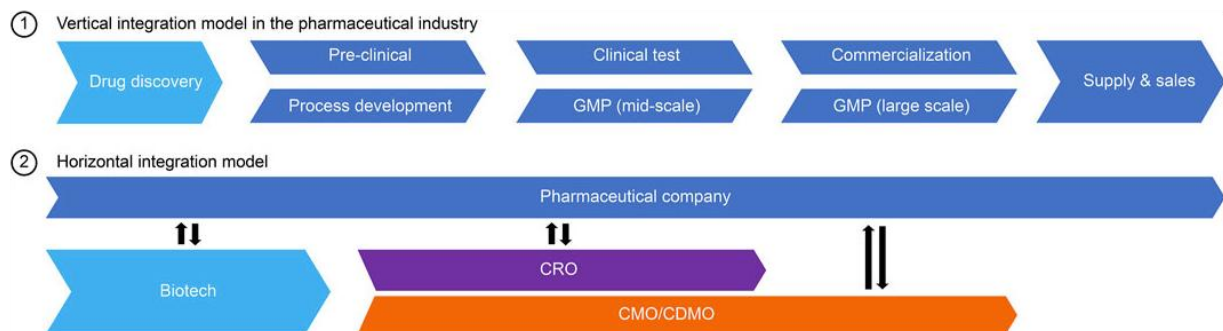 1 Vertical integration model in the pharmaceutical industry
Drug discovery
Pre-clinical
Process development
Clinical test
GMP (mid-scale)
Commercialization
GMP (large scale)
Supply & sales
2 Horizontal integration model
Pharmaceutical company
Biotech
CRO
CMO/CDMO